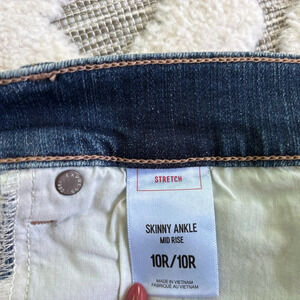 STRETCH
SKINNY ANKLE
MID RISE
10R/10R
MADE IN VIETNAM
FABRIQUÉ AU VIETNAM